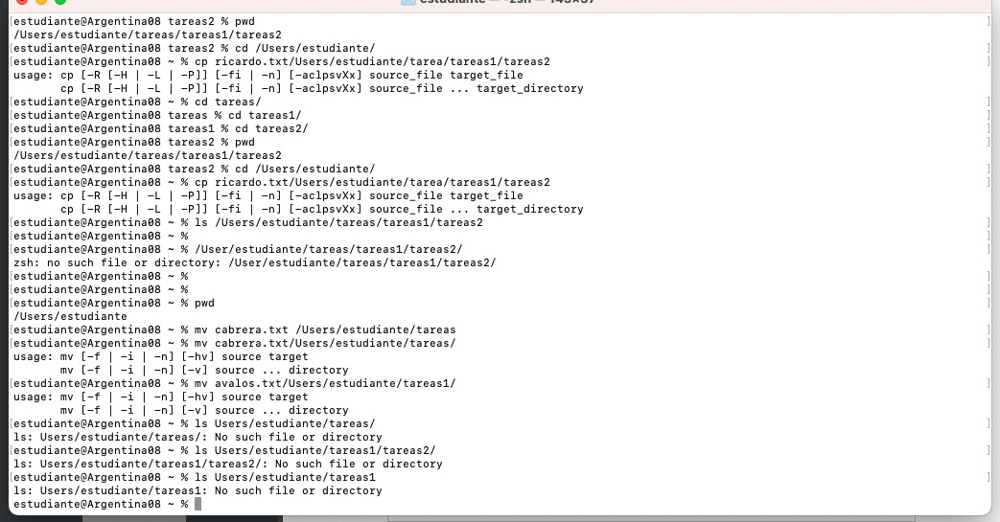 estudiante — -zsh — 145×37
[estudiante@Argentina08 tareas2 % pwd ]
/Users/estudiante/tareas/tareas1/tareas2
[estudiante@Argentina08 tareas2 % cd /Users/estudiante/ ]
[estudiante@Argentina08 ~ % cp ricardo.txt/Users/estudiante/tarea/tareas1/tareas2 ]
usage: cp [-R [-H | -L | -P]] [-fi | -n] [-aclpsvXx] source_file target_file
       cp [-R [-H | -L | -P]] [-fi | -n] [-aclpsvXx] source_file ... target_directory
[estudiante@Argentina08 ~ % cd tareas/ ]
[estudiante@Argentina08 tareas % cd tareas1/ ]
[estudiante@Argentina08 tareas1 % cd tareas2/ ]
[estudiante@Argentina08 tareas2 % pwd ]
/Users/estudiante/tareas/tareas1/tareas2
[estudiante@Argentina08 tareas2 % cd /Users/estudiante/ ]
[estudiante@Argentina08 ~ % cp ricardo.txt/Users/estudiante/tarea/tareas1/tareas2 ]
usage: cp [-R [-H | -L | -P]] [-fi | -n] [-aclpsvXx] source_file target_file
       cp [-R [-H | -L | -P]] [-fi | -n] [-aclpsvXx] source_file ... target_directory
[estudiante@Argentina08 ~ % ls /Users/estudiante/tareas/tareas1/tareas2 ]
[estudiante@Argentina08 ~ % ]
[estudiante@Argentina08 ~ % /User/estudiante/tareas/tareas1/tareas2/ ]
zsh: no such file or directory: /User/estudiante/tareas/tareas1/tareas2/
[estudiante@Argentina08 ~ % ]
[estudiante@Argentina08 ~ % ]
[estudiante@Argentina08 ~ % pwd ]
/Users/estudiante
[estudiante@Argentina08 ~ % mv cabrera.txt /Users/estudiante/tareas ]
[estudiante@Argentina08 ~ % mv cabrera.txt/Users/estudiante/tareas/ ]
usage: mv [-f | -i | -n] [-hv] source target
       mv [-f | -i | -n] [-v] source ... directory
[estudiante@Argentina08 ~ % mv avalos.txt/Users/estudiante/tareas1/ ]
usage: mv [-f | -i | -n] [-hv] source target
       mv [-f | -i | -n] [-v] source ... directory
[estudiante@Argentina08 ~ % ls Users/estudiante/tareas/ ]
ls: Users/estudiante/tareas/: No such file or directory
[estudiante@Argentina08 ~ % ls Users/estudiante/tareas1/tareas2/ ]
ls: Users/estudiante/tareas1/tareas2/: No such file or directory
[estudiante@Argentina08 ~ % ls Users/estudiante/tareas1 ]
ls: Users/estudiante/tareas1: No such file or directory
estudiante@Argentina08 ~ %